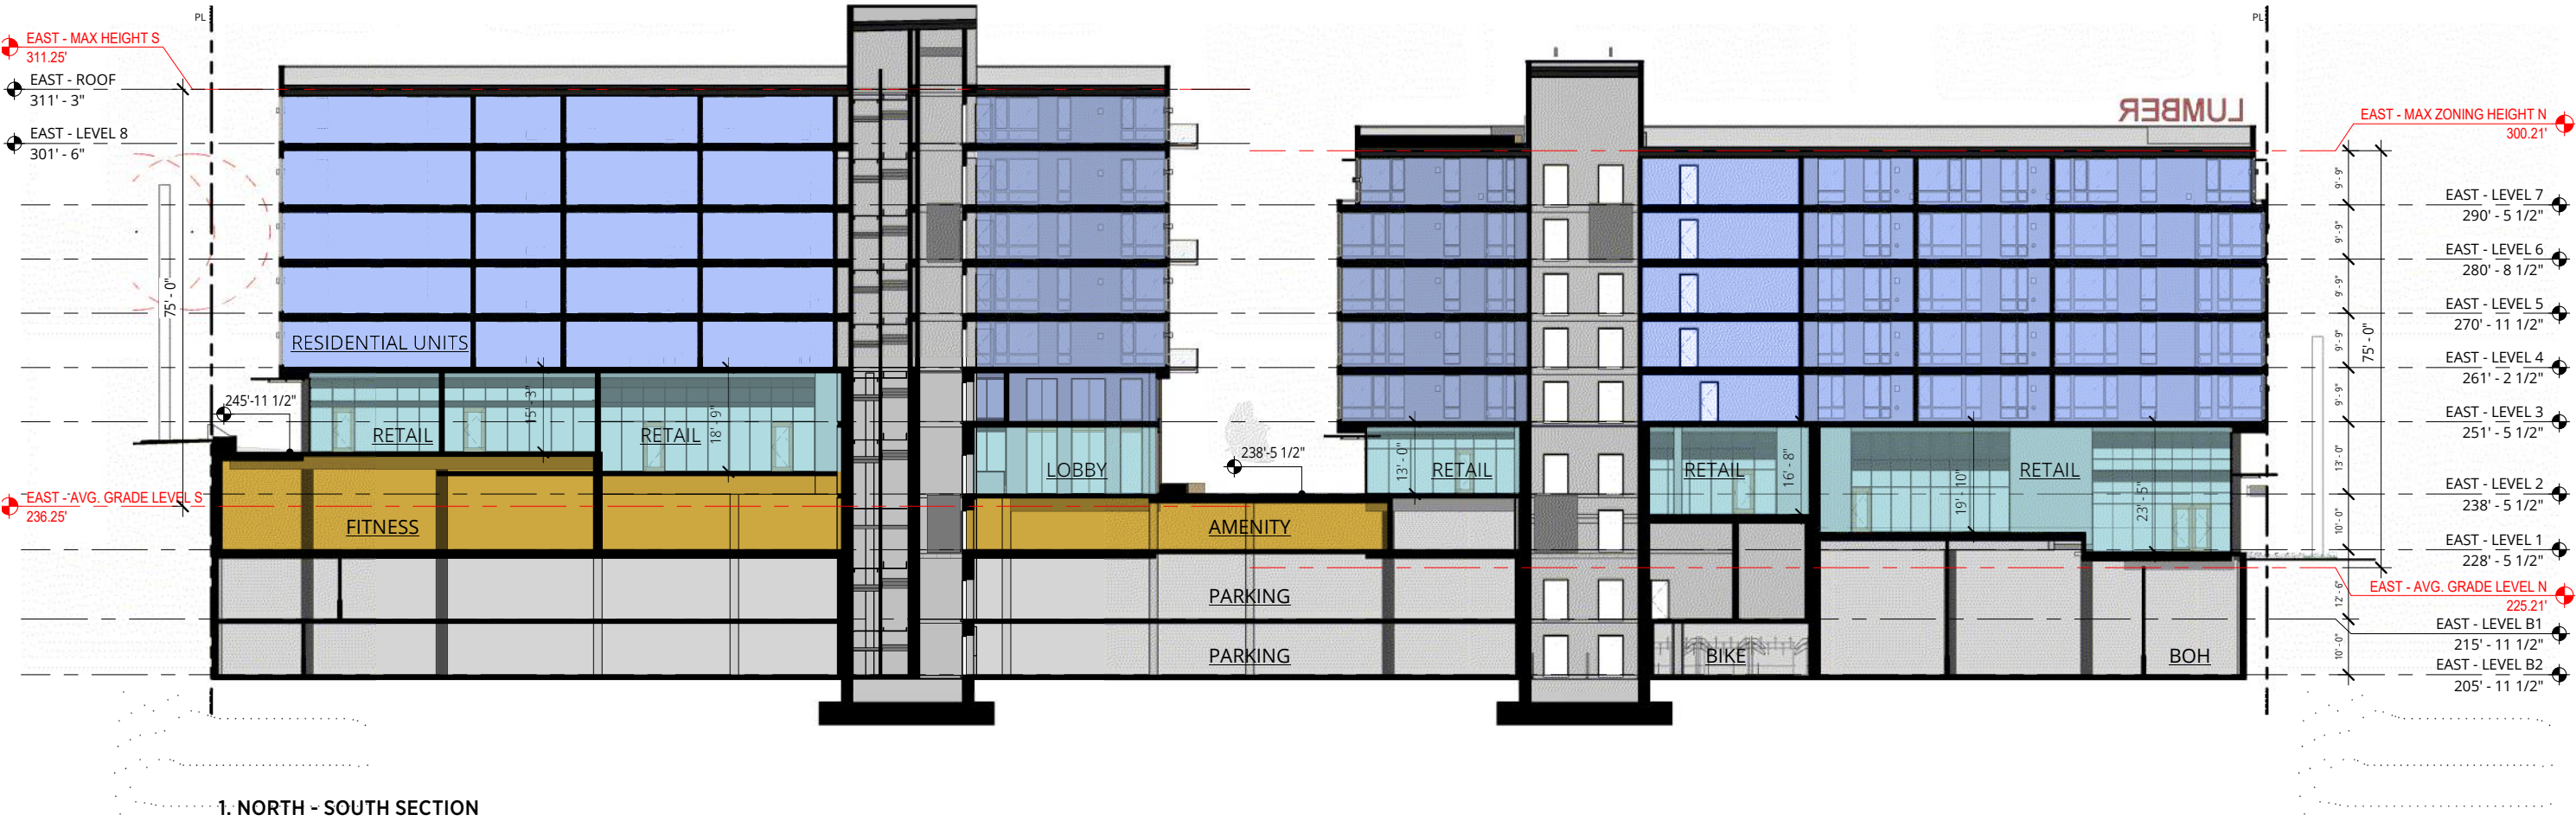 PL
PL
EAST - MAX HEIGHT S
311.25'
EAST - ROOF
311' - 3"
EAST - LEVEL 8
301' - 6"
75' - 0"
245'-11 1/2"
EAST - AVG. GRADE LEVEL S
236.25'
RESIDENTIAL UNITS
RETAIL
15' - 3"
RETAIL
18' - 9"
LOBBY
238'-5 1/2"
13' - 0"
RETAIL
RETAIL
16' - 8"
19' - 10"
RETAIL
23' - 5"
FITNESS
AMENITY
PARKING
PARKING
BIKE
BOH
LUMBER
EAST - MAX ZONING HEIGHT N
300.21'
9' - 9"
EAST - LEVEL 7
290' - 5 1/2"
9' - 9"
EAST - LEVEL 6
280' - 8 1/2"
9' - 9"
EAST - LEVEL 5
270' - 11 1/2"
9' - 9"
75' - 0"
EAST - LEVEL 4
261' - 2 1/2"
9' - 9"
EAST - LEVEL 3
251' - 5 1/2"
13' - 0"
EAST - LEVEL 2
238' - 5 1/2"
10' - 0"
EAST - LEVEL 1
228' - 5 1/2"
12' - 6"
EAST - AVG. GRADE LEVEL N
225.21'
EAST - LEVEL B1
215' - 11 1/2"
10' - 0"
EAST - LEVEL B2
205' - 11 1/2"
1. NORTH - SOUTH SECTION